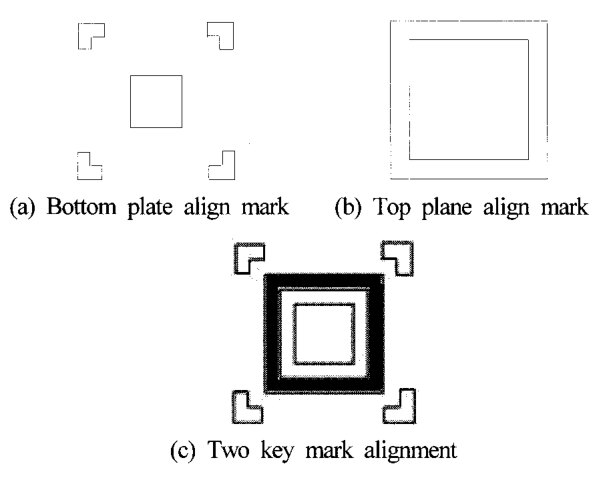 (a) Bottom plate align mark
(b) Top plane align mark
(c) Two key mark alignment